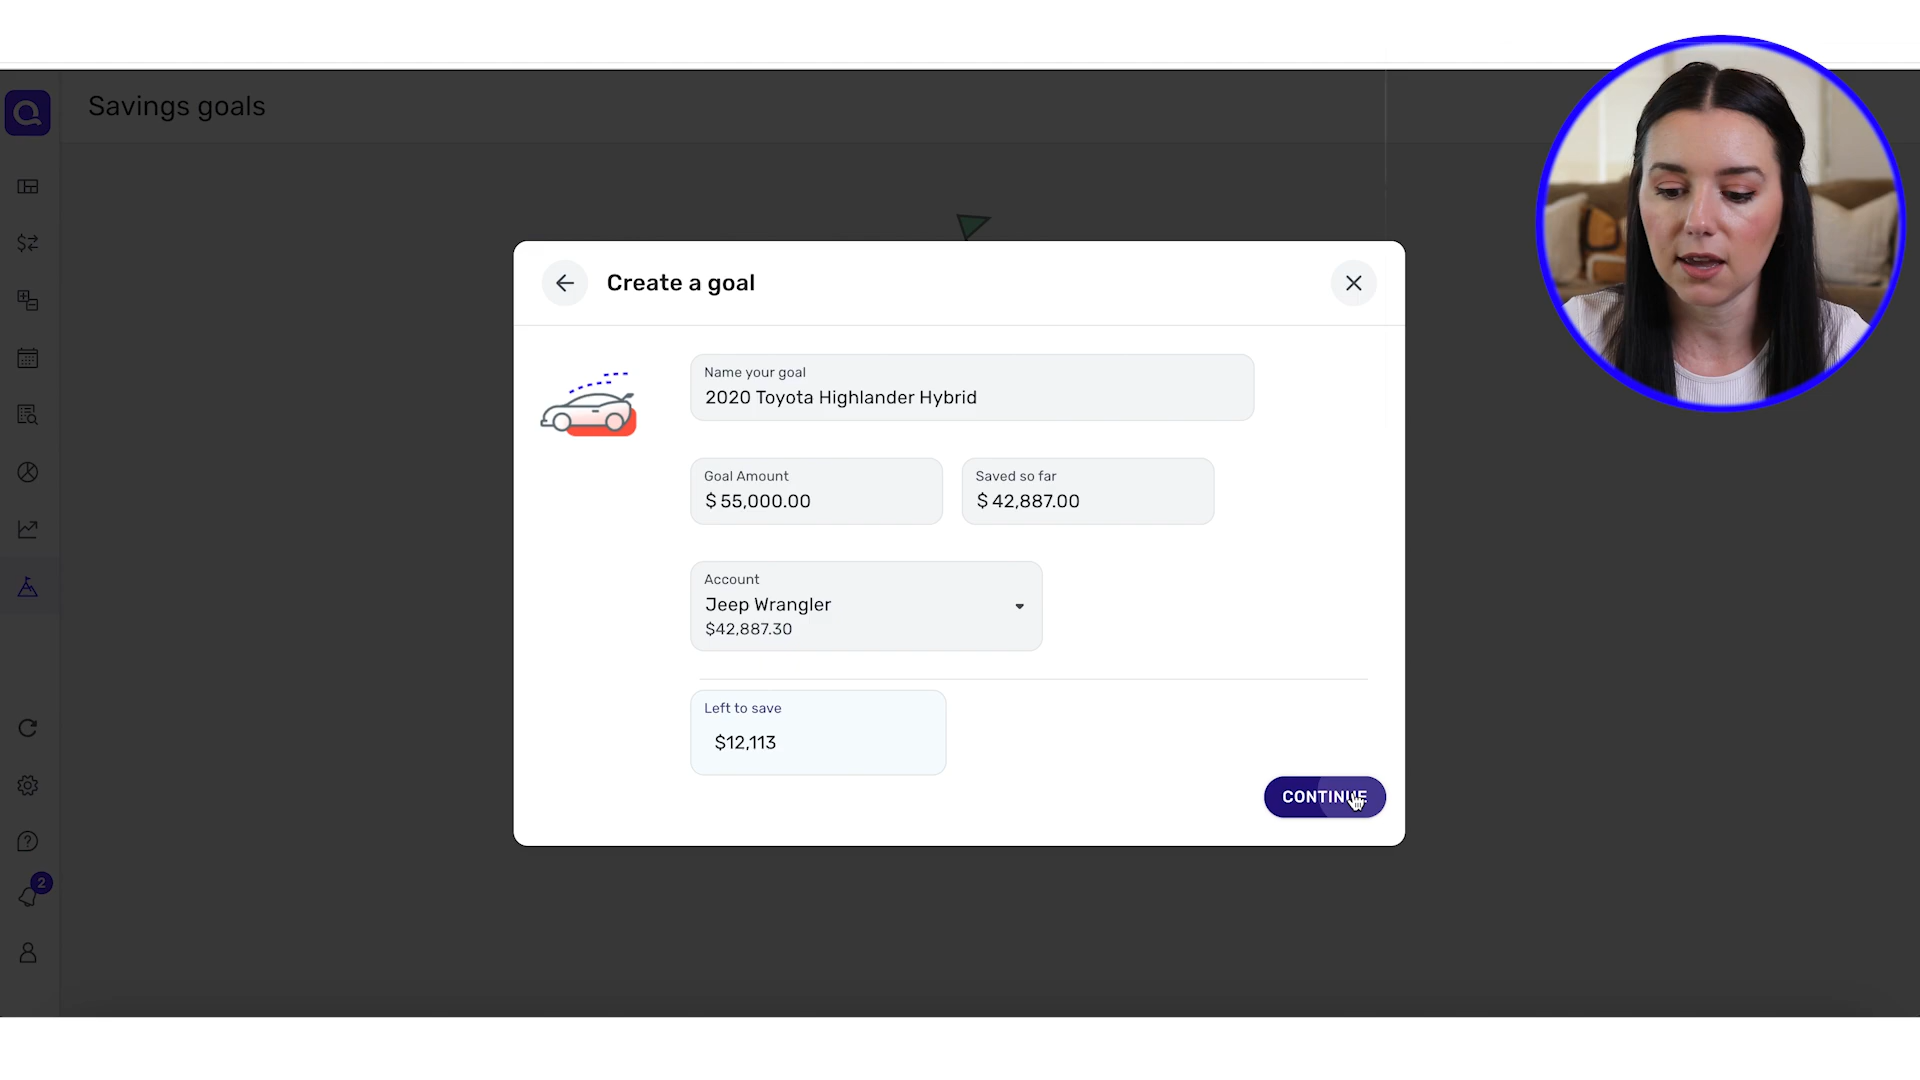 Savings goals
Create a goal
Name your goal
2020 Toyota Highlander Hybrid
Goal Amount
$ 55,000.00
Saved so far
$ 42,887.00
Account
Jeep Wrangler
$42,887.30
Left to save
$12,113
CONTINUE
2